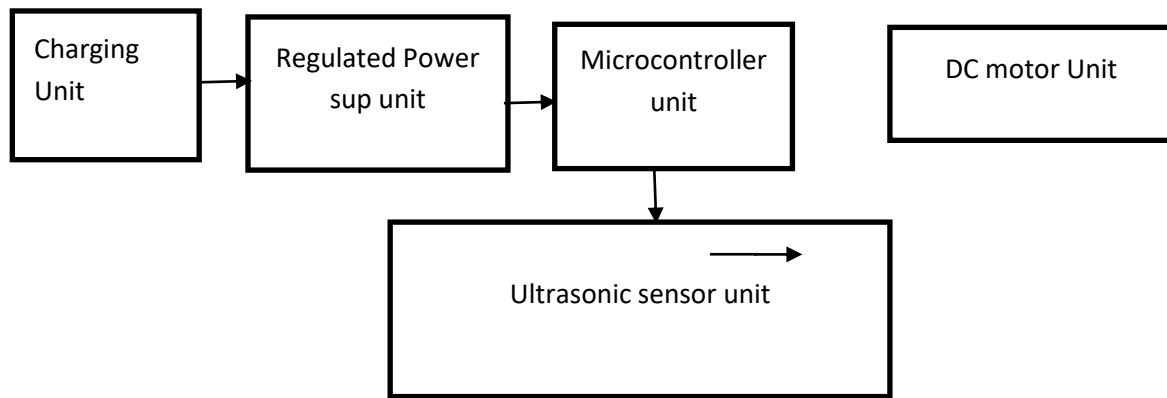 Charging
Unit
Regulated Power
sup unit
Microcontroller
unit
DC motor Unit
Ultrasonic sensor unit